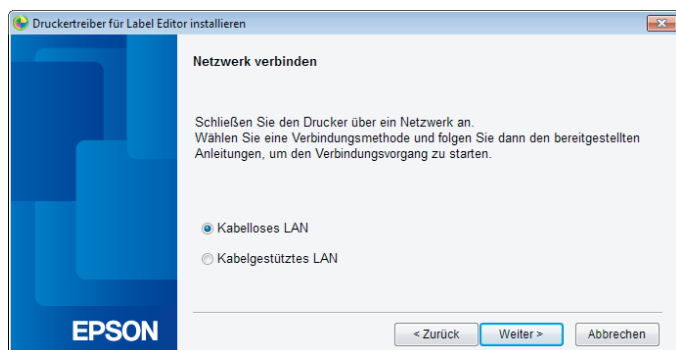 Druckertreiber für Label Editor installieren
Netzwerk verbinden
Schließen Sie den Drucker über ein Netzwerk an.
Wählen Sie eine Verbindungsmethode und folgen Sie dann den bereitgestellten
Anleitungen, um den Verbindungsvorgang zu starten.
Kabelloses LAN
Kabelgestütztes LAN
EPSON
< Zurück Weiter > Abbrechen